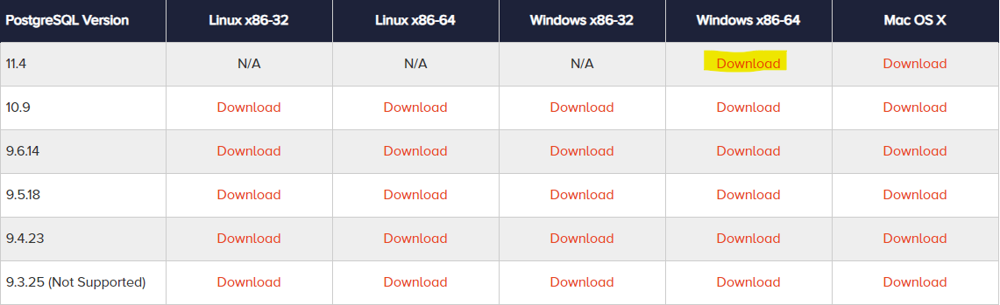 PostgreSQL Version Linux x86-32 Linux x86-64 Windows x86-32 Windows x86-64 Mac OS X
11.4 N/A N/A N/A Download Download
10.9 Download Download Download Download Download
9.6.14 Download Download Download Download Download
9.5.18 Download Download Download Download Download
9.4.23 Download Download Download Download Download
9.3.25 (Not Supported) Download Download Download Download Download